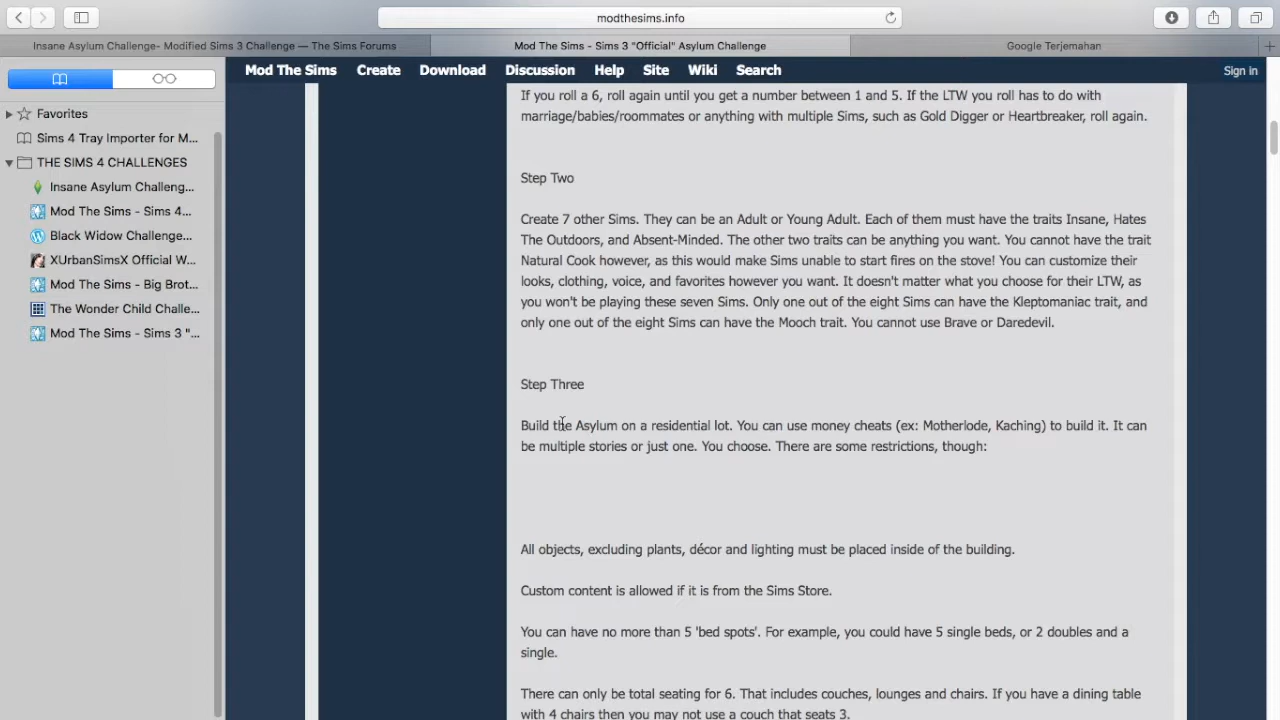 modthesims.info
Insane Asylum Challenge- Modified Sims 3 Challenge — The Sims Forums
Mod The Sims - Sims 3 "Official" Asylum Challenge
Google Terjemahan
Mod The Sims
Create
Download
Discussion
Help
Site
Wiki
Search
Sign in
Favorites
Sims 4 Tray Importer for M...
THE SIMS 4 CHALLENGES
Insane Asylum Challeng...
Mod The Sims - Sims 4...
Black Widow Challenge...
XUrbanSimsX Official W...
Mod The Sims - Big Brot...
The Wonder Child Challe...
Mod The Sims - Sims 3 "...
If you roll a 6, roll again until you get a number between 1 and 5. If the LTW you roll has to do with
marriage/babies/roommates or anything with multiple Sims, such as Gold Digger or Heartbreaker, roll again.
Step Two
Create 7 other Sims. They can be an Adult or Young Adult. Each of them must have the traits Insane, Hates
The Outdoors, and Absent-Minded. The other two traits can be anything you want. You cannot have the trait
Natural Cook however, as this would make Sims unable to start fires on the stove! You can customize their
looks, clothing, voice, and favorites however you want. It doesn't matter what you choose for their LTW, as
you won't be playing these seven Sims. Only one out of the eight Sims can have the Kleptomaniac trait, and
only one out of the eight Sims can have the Mooch trait. You cannot use Brave or Daredevil.
Step Three
Build the Asylum on a residential lot. You can use money cheats (ex: Motherlode, Kaching) to build it. It can
be multiple stories or just one. You choose. There are some restrictions, though:
All objects, excluding plants, décor and lighting must be placed inside of the building.
Custom content is allowed if it is from the Sims Store.
You can have no more than 5 'bed spots'. For example, you could have 5 single beds, or 2 doubles and a
single.
There can only be total seating for 6. That includes couches, lounges and chairs. If you have a dining table
with 4 chairs then you may not use a couch that seats 3.